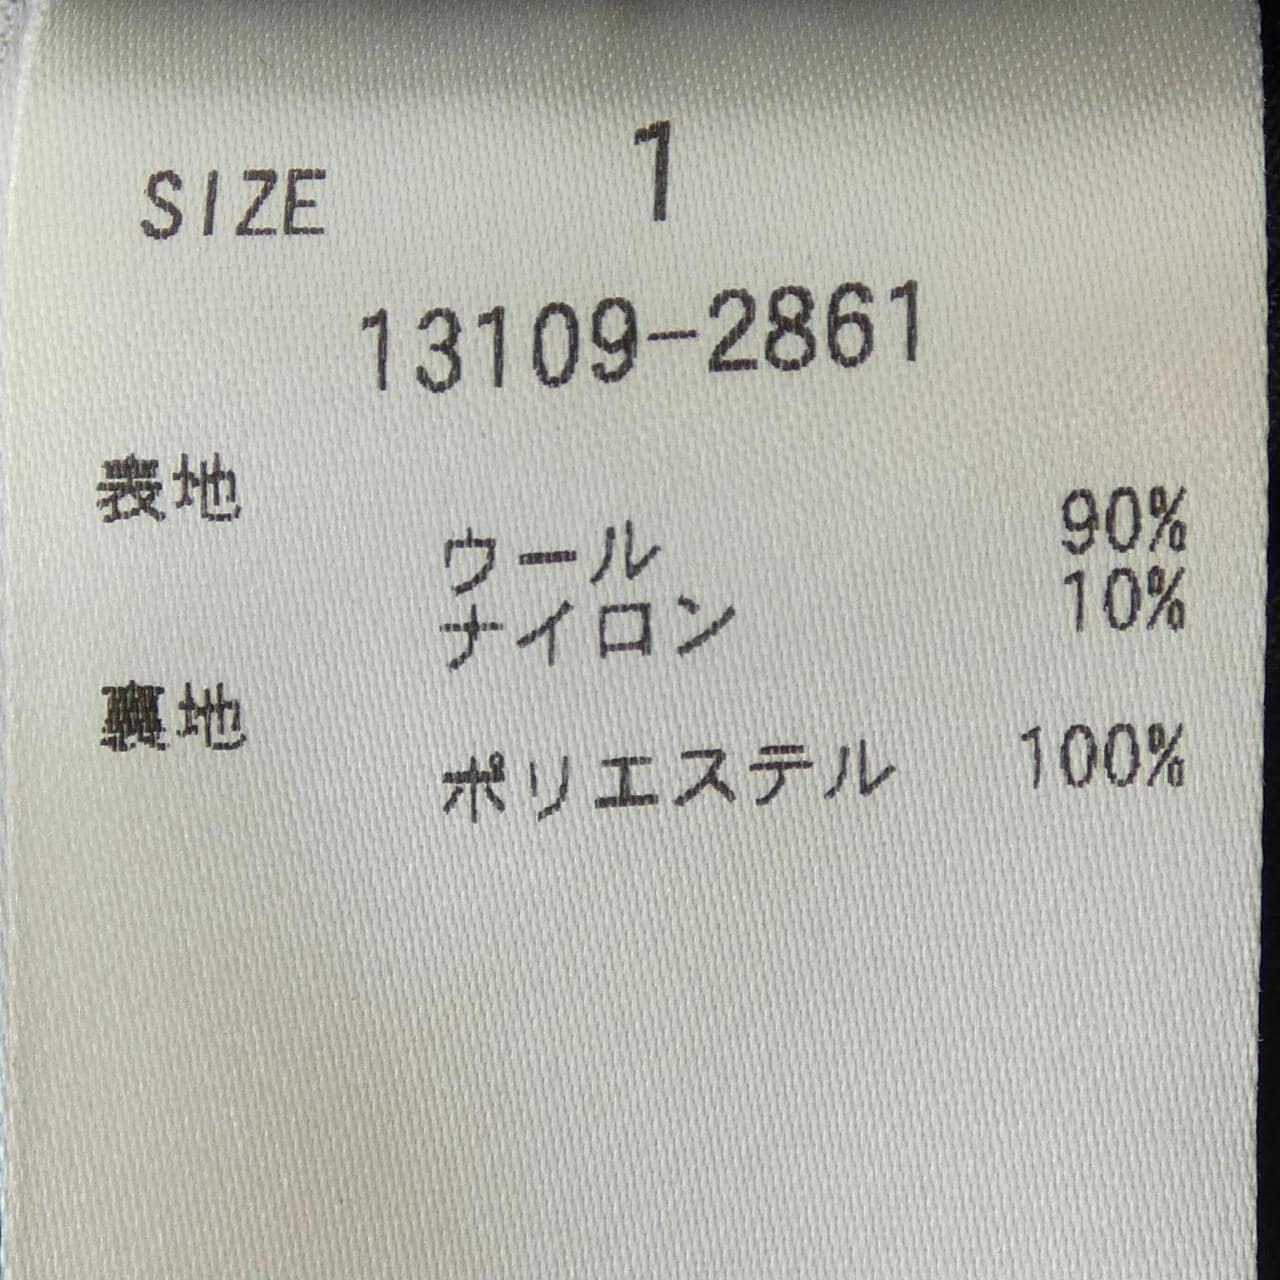 SIZE 1
13109-2861
表地
ウール 90%
ナイロン 10%
裏地
ポリエステル 100%